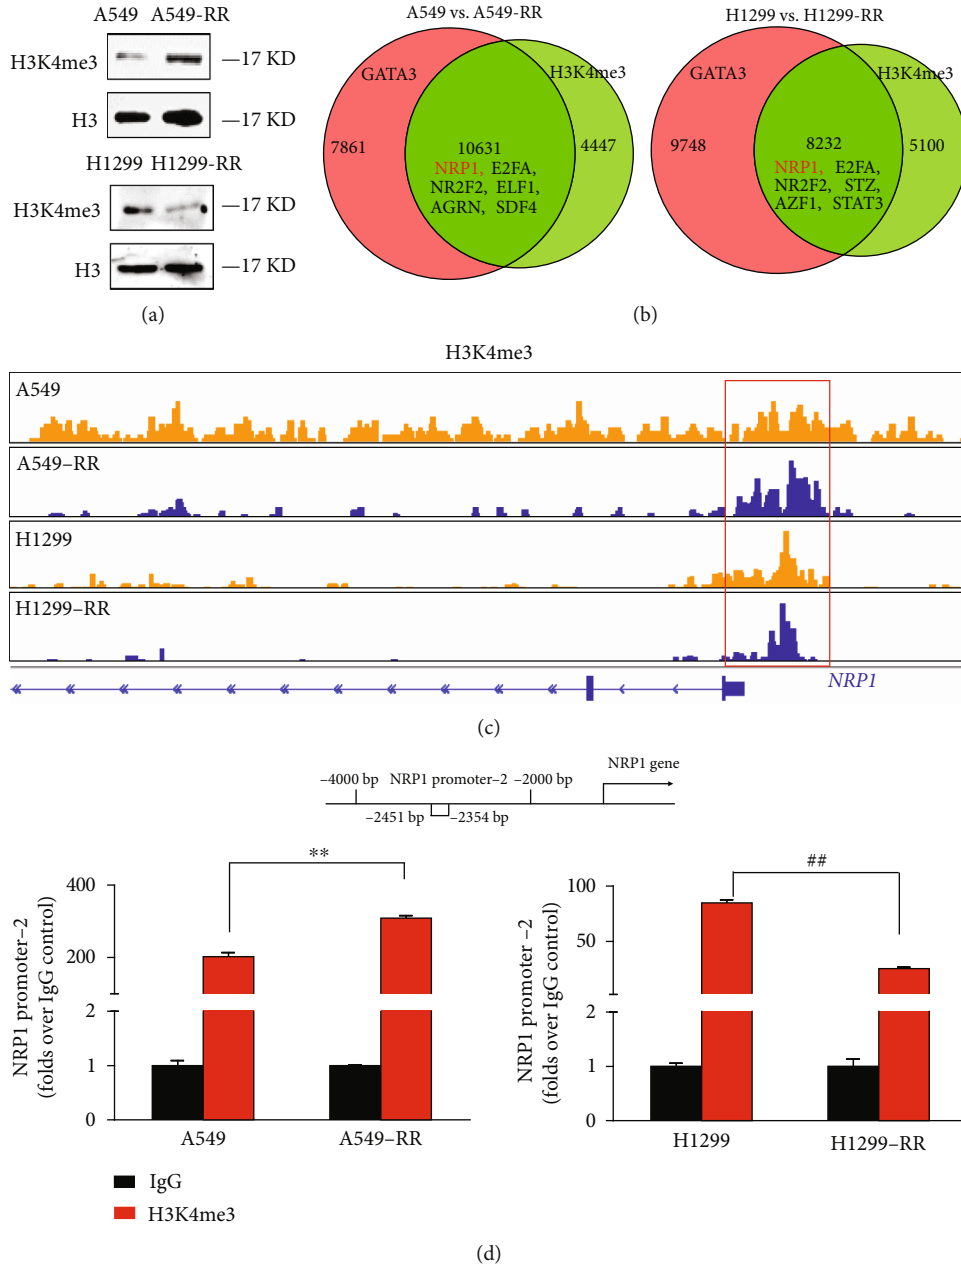 A549 A549-RR
H3K4me3 —17 KD
H3 —17 KD
H1299 H1299-RR
H3K4me3 —17 KD
H3 —17 KD
(a)
A549 vs. A549-RR
GATA3 H3K4me3
7861 10631 4447
NRP1, E2FA,
NR2F2, ELF1,
AGRN, SDF4
H1299 vs. H1299-RR
GATA3 H3K4me3
9748 8232 5100
NRP1, E2FA,
NR2F2, STZ,
AZF1, STAT3
(b)
H3K4me3
A549
A549–RR
H1299
H1299–RR
NRP1
(c)
NRP1 gene
–4000 bp NRP1 promoter–2 –2000 bp
–2451 bp –2354 bp
NRP1 promoter–2
(folds over IgG control)
400
200
2
1
0
**
A549 A549–RR
NRP1 promoter –2
(folds over IgG control)
100
50
2
1
0
##
H1299 H1299–RR
IgG
H3K4me3
(d)